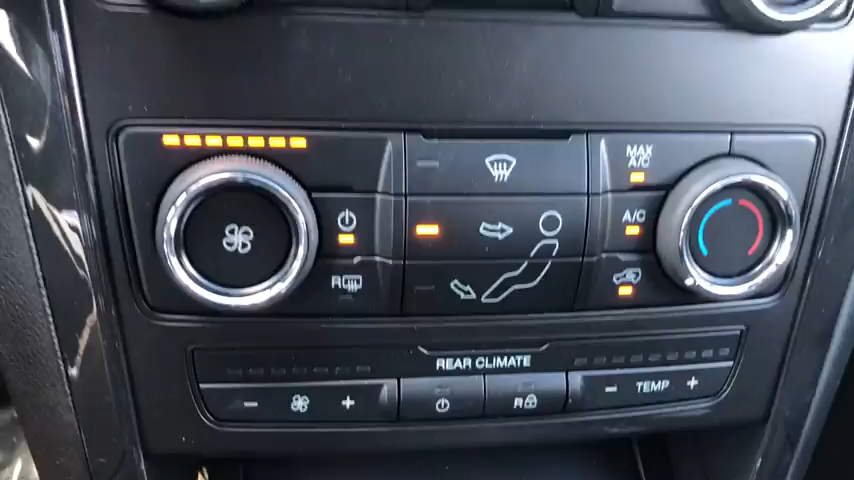 MAX
A/C
A/C
R
REAR CLIMATE
- +
R
- TEMP +